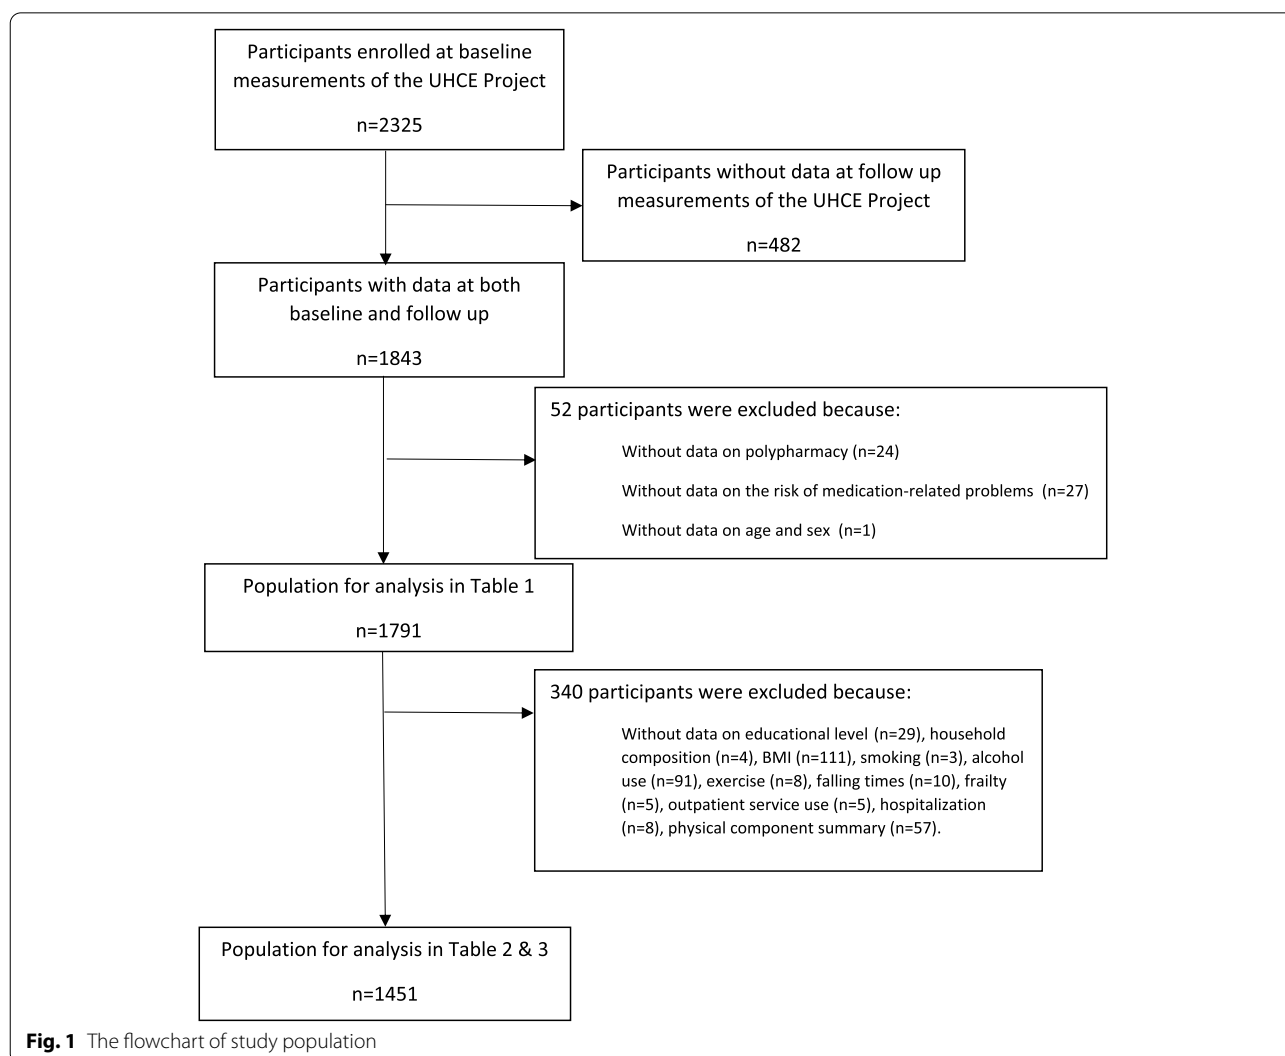 Participants enrolled at baseline
measurements of the UHCE Project
n=2325
Participants without data at follow up
measurements of the UHCE Project
n=482
Participants with data at both
baseline and follow up
n=1843
52 participants were excluded because:
Without data on polypharmacy (n=24)
Without data on the risk of medication-related problems (n=27)
Without data on age and sex (n=1)
Population for analysis in Table 1
n=1791
340 participants were excluded because:
Without data on educational level (n=29), household
composition (n=4), BMI (n=111), smoking (n=3), alcohol
use (n=91), exercise (n=8), falling times (n=10), frailty
(n=5), outpatient service use (n=5), hospitalization
(n=8), physical component summary (n=57).
Population for analysis in Table 2 & 3
n=1451
Fig. 1 The flowchart of study population